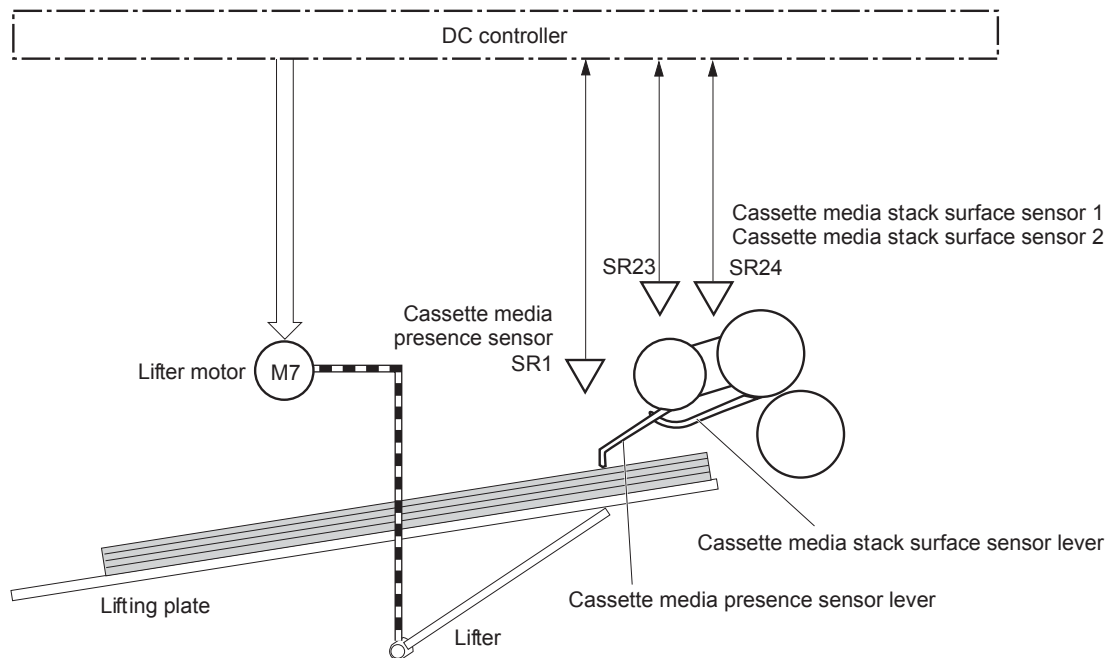 DC controller
Cassette media stack surface sensor 1
Cassette media stack surface sensor 2
SR23
SR24
Cassette media
presence sensor
SR1
Lifter motor
M7
Cassette media stack surface sensor lever
Cassette media presence sensor lever
Lifting plate
Lifter